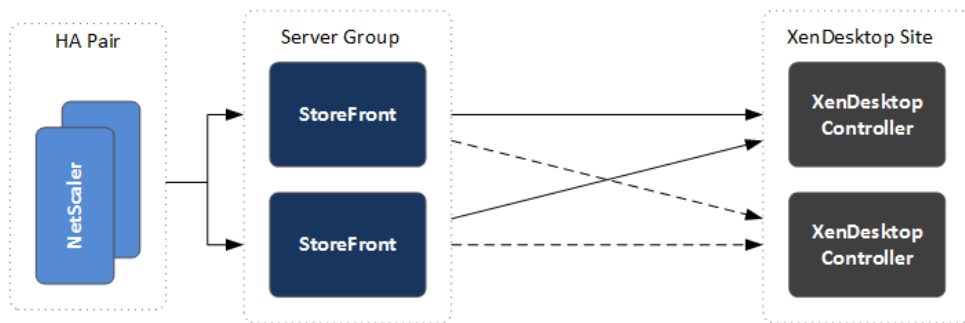 HA Pair
NetScaler
Server Group
StoreFront
StoreFront
XenDesktop Site
XenDesktop
Controller
XenDesktop
Controller